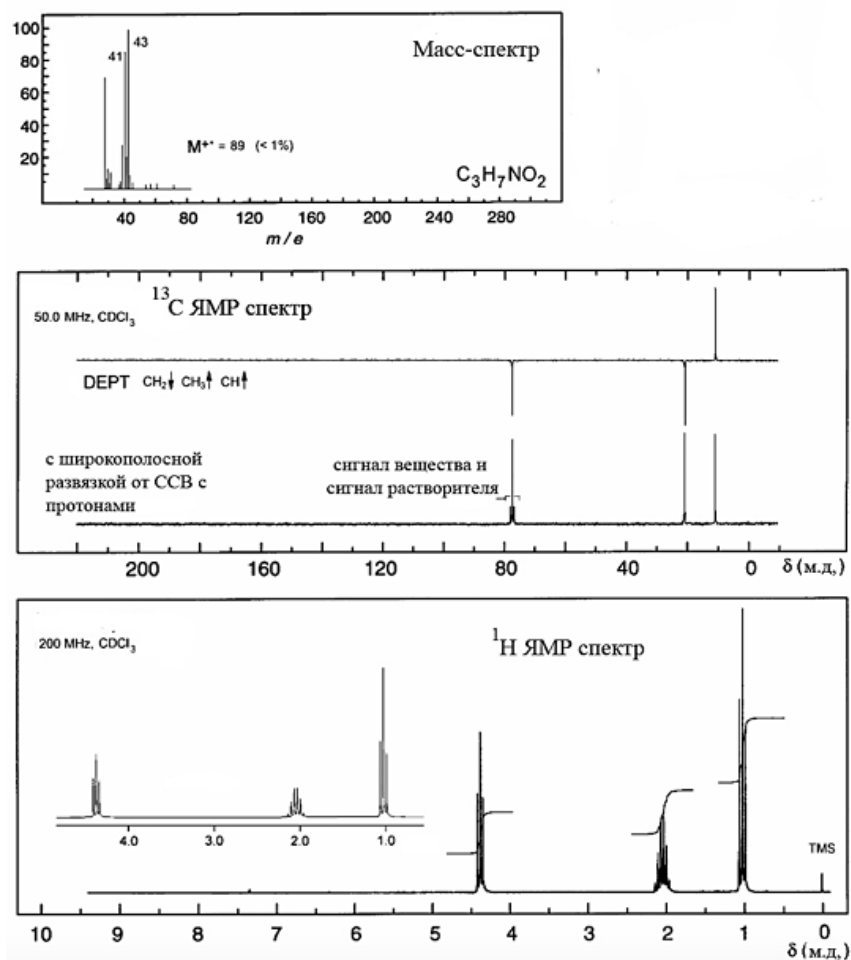 100
80
60
40
20
41
43
Масс-спектр
M⁺· = 89 (< 1%)
C₃H₇NO₂
40 80 120 160 200 240 280
m/e
50.0 MHz, CDCl₃
¹³C ЯМР спектр
DEPT CH₂↓ CH₃↑ CH↑
с широкополосной
развязкой от ССВ с
протонами
сигнал вещества и
сигнал растворителя
200 160 120 80 40 0 δ (м.д,)
200 MHz, CDCl₃
¹H ЯМР спектр
4.0 3.0 2.0 1.0
TMS
10 9 8 7 6 5 4 3 2 1 0
δ (м.д,)